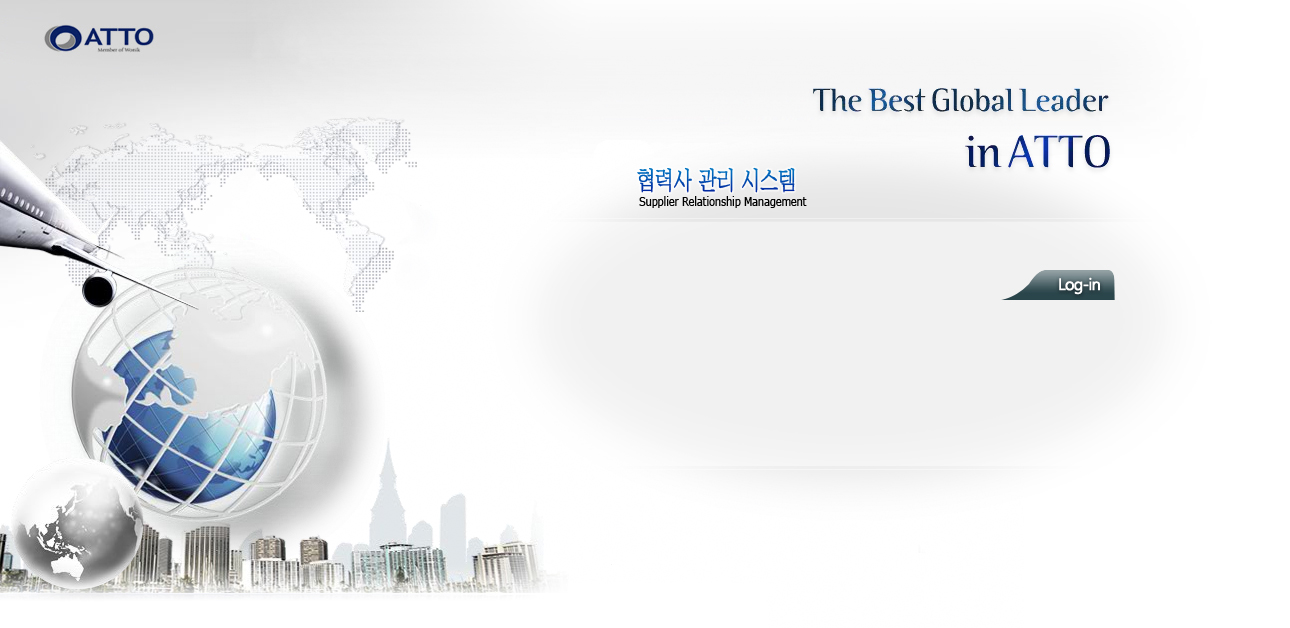 ATTO
Member of Wonik
The Best Global Leader
in ATTO
협력사 관리 시스템
Supplier Relationship Management
Log-in